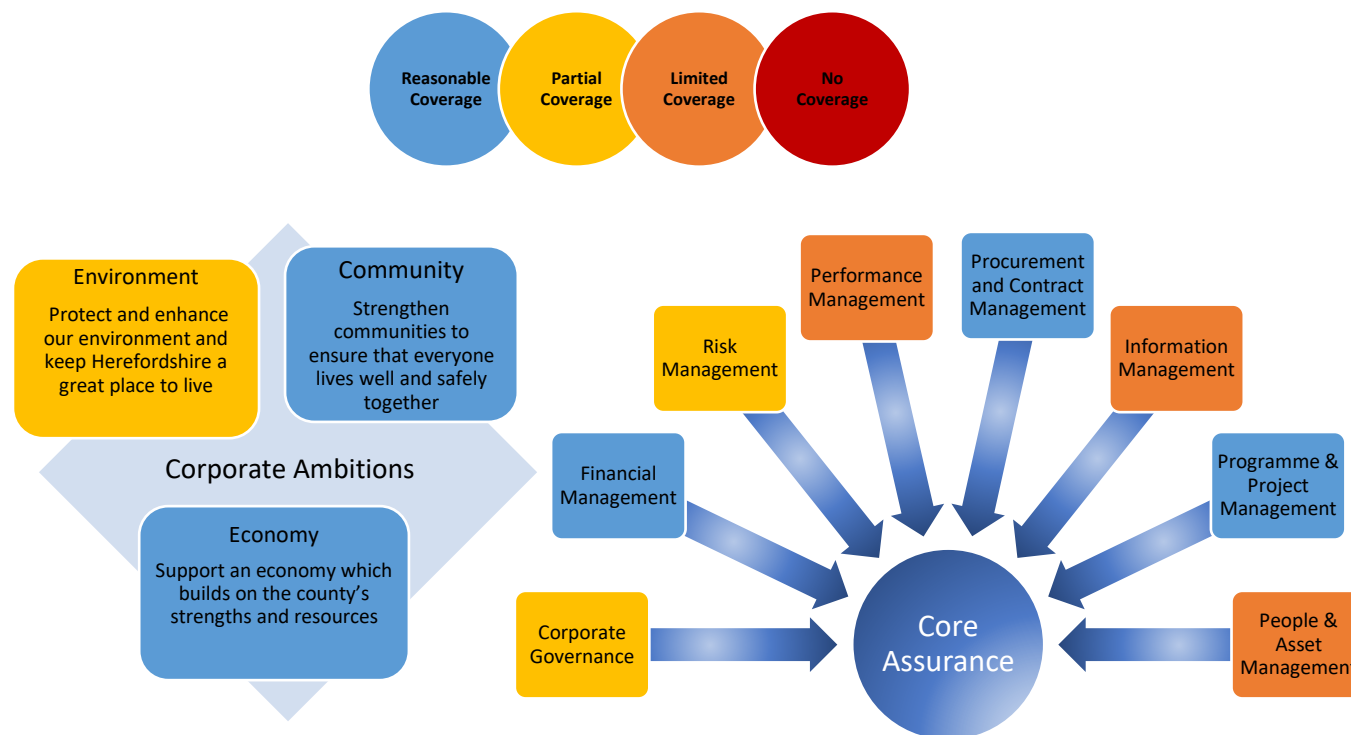 Reasonable
Coverage
Partial
Coverage
Limited
Coverage
No
Coverage
Environment
Protect and enhance
our environment and
keep Herefordshire a
great place to live
Community
Strengthen
communities to
ensure that everyone
lives well and safely
together
Corporate Ambitions
Economy
Support an economy which
builds on the county’s
strengths and resources
Corporate
Governance
Financial
Management
Risk
Management
Performance
Management
Procurement
and Contract
Management
Information
Management
Programme &
Project
Management
People &
Asset
Management
Core
Assurance